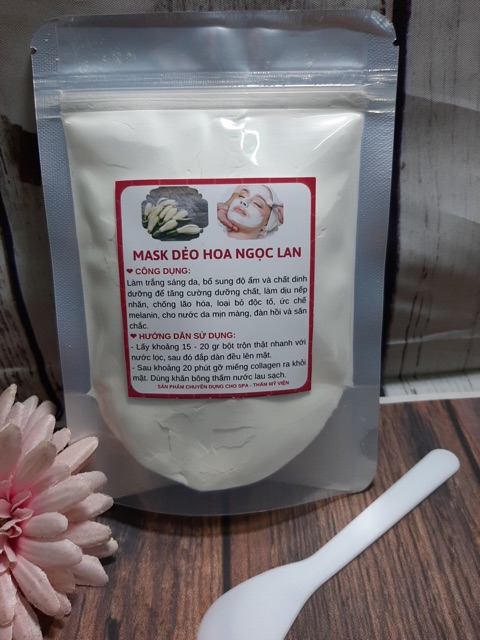 MASK DẺO HOA NGỌC LAN
❤ CÔNG DỤNG:
Làm trắng sáng da, bổ sung độ ẩm và chất dinh
dưỡng để tăng cường dưỡng chất, làm dịu nếp
nhăn, chống lão hóa, loại bỏ độc tố, ức chế
melanin, cho nước da mịn màng, đàn hồi và săn
chắc.
❤ HƯỚNG DẪN SỬ DỤNG:
- Lấy khoảng 15 - 20 gr bột trộn thật nhanh với
nước lọc, sau đó đắp dàn đều lên mặt.
- Sau khoảng 20 phút gỡ miếng collagen ra khỏi
mặt. Dùng khăn bông thấm nước lau sạch.
SẢN PHẨM CHUYÊN DỤNG CHO SPA - THẨM MỸ VIỆN